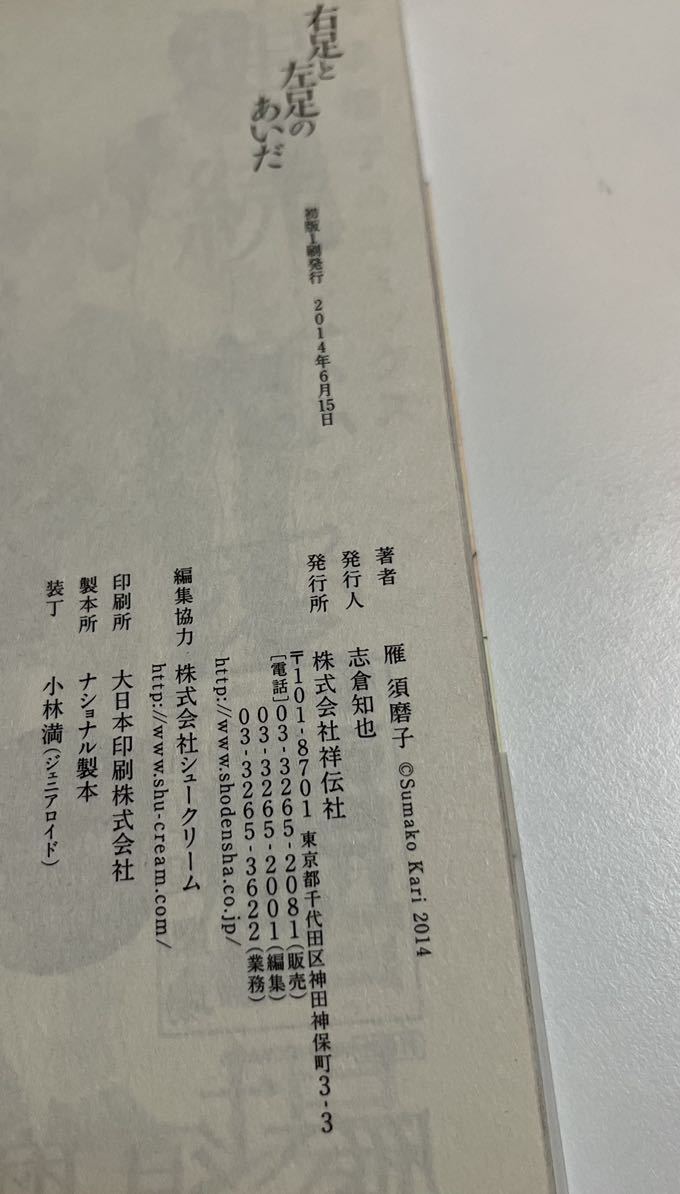 右足と
左足の
あいだ
初版1刷発行　2014年6月15日
著者　雁 須磨子 ©Sumako Kari 2014
発行人　志倉知也
発行所　株式会社祥伝社
〒101-8701 東京都千代田区神田神保町3-3
[電話]03-3265-2081(販売)
03-3265-2001(編集)
03-3265-3622(業務)
http://www.shodensha.co.jp/
編集協力　株式会社シュークリーム
http://www.shu-cream.com/
印刷所　大日本印刷株式会社
製本所　ナショナル製本
装丁　小林満(ジェニアロイド)